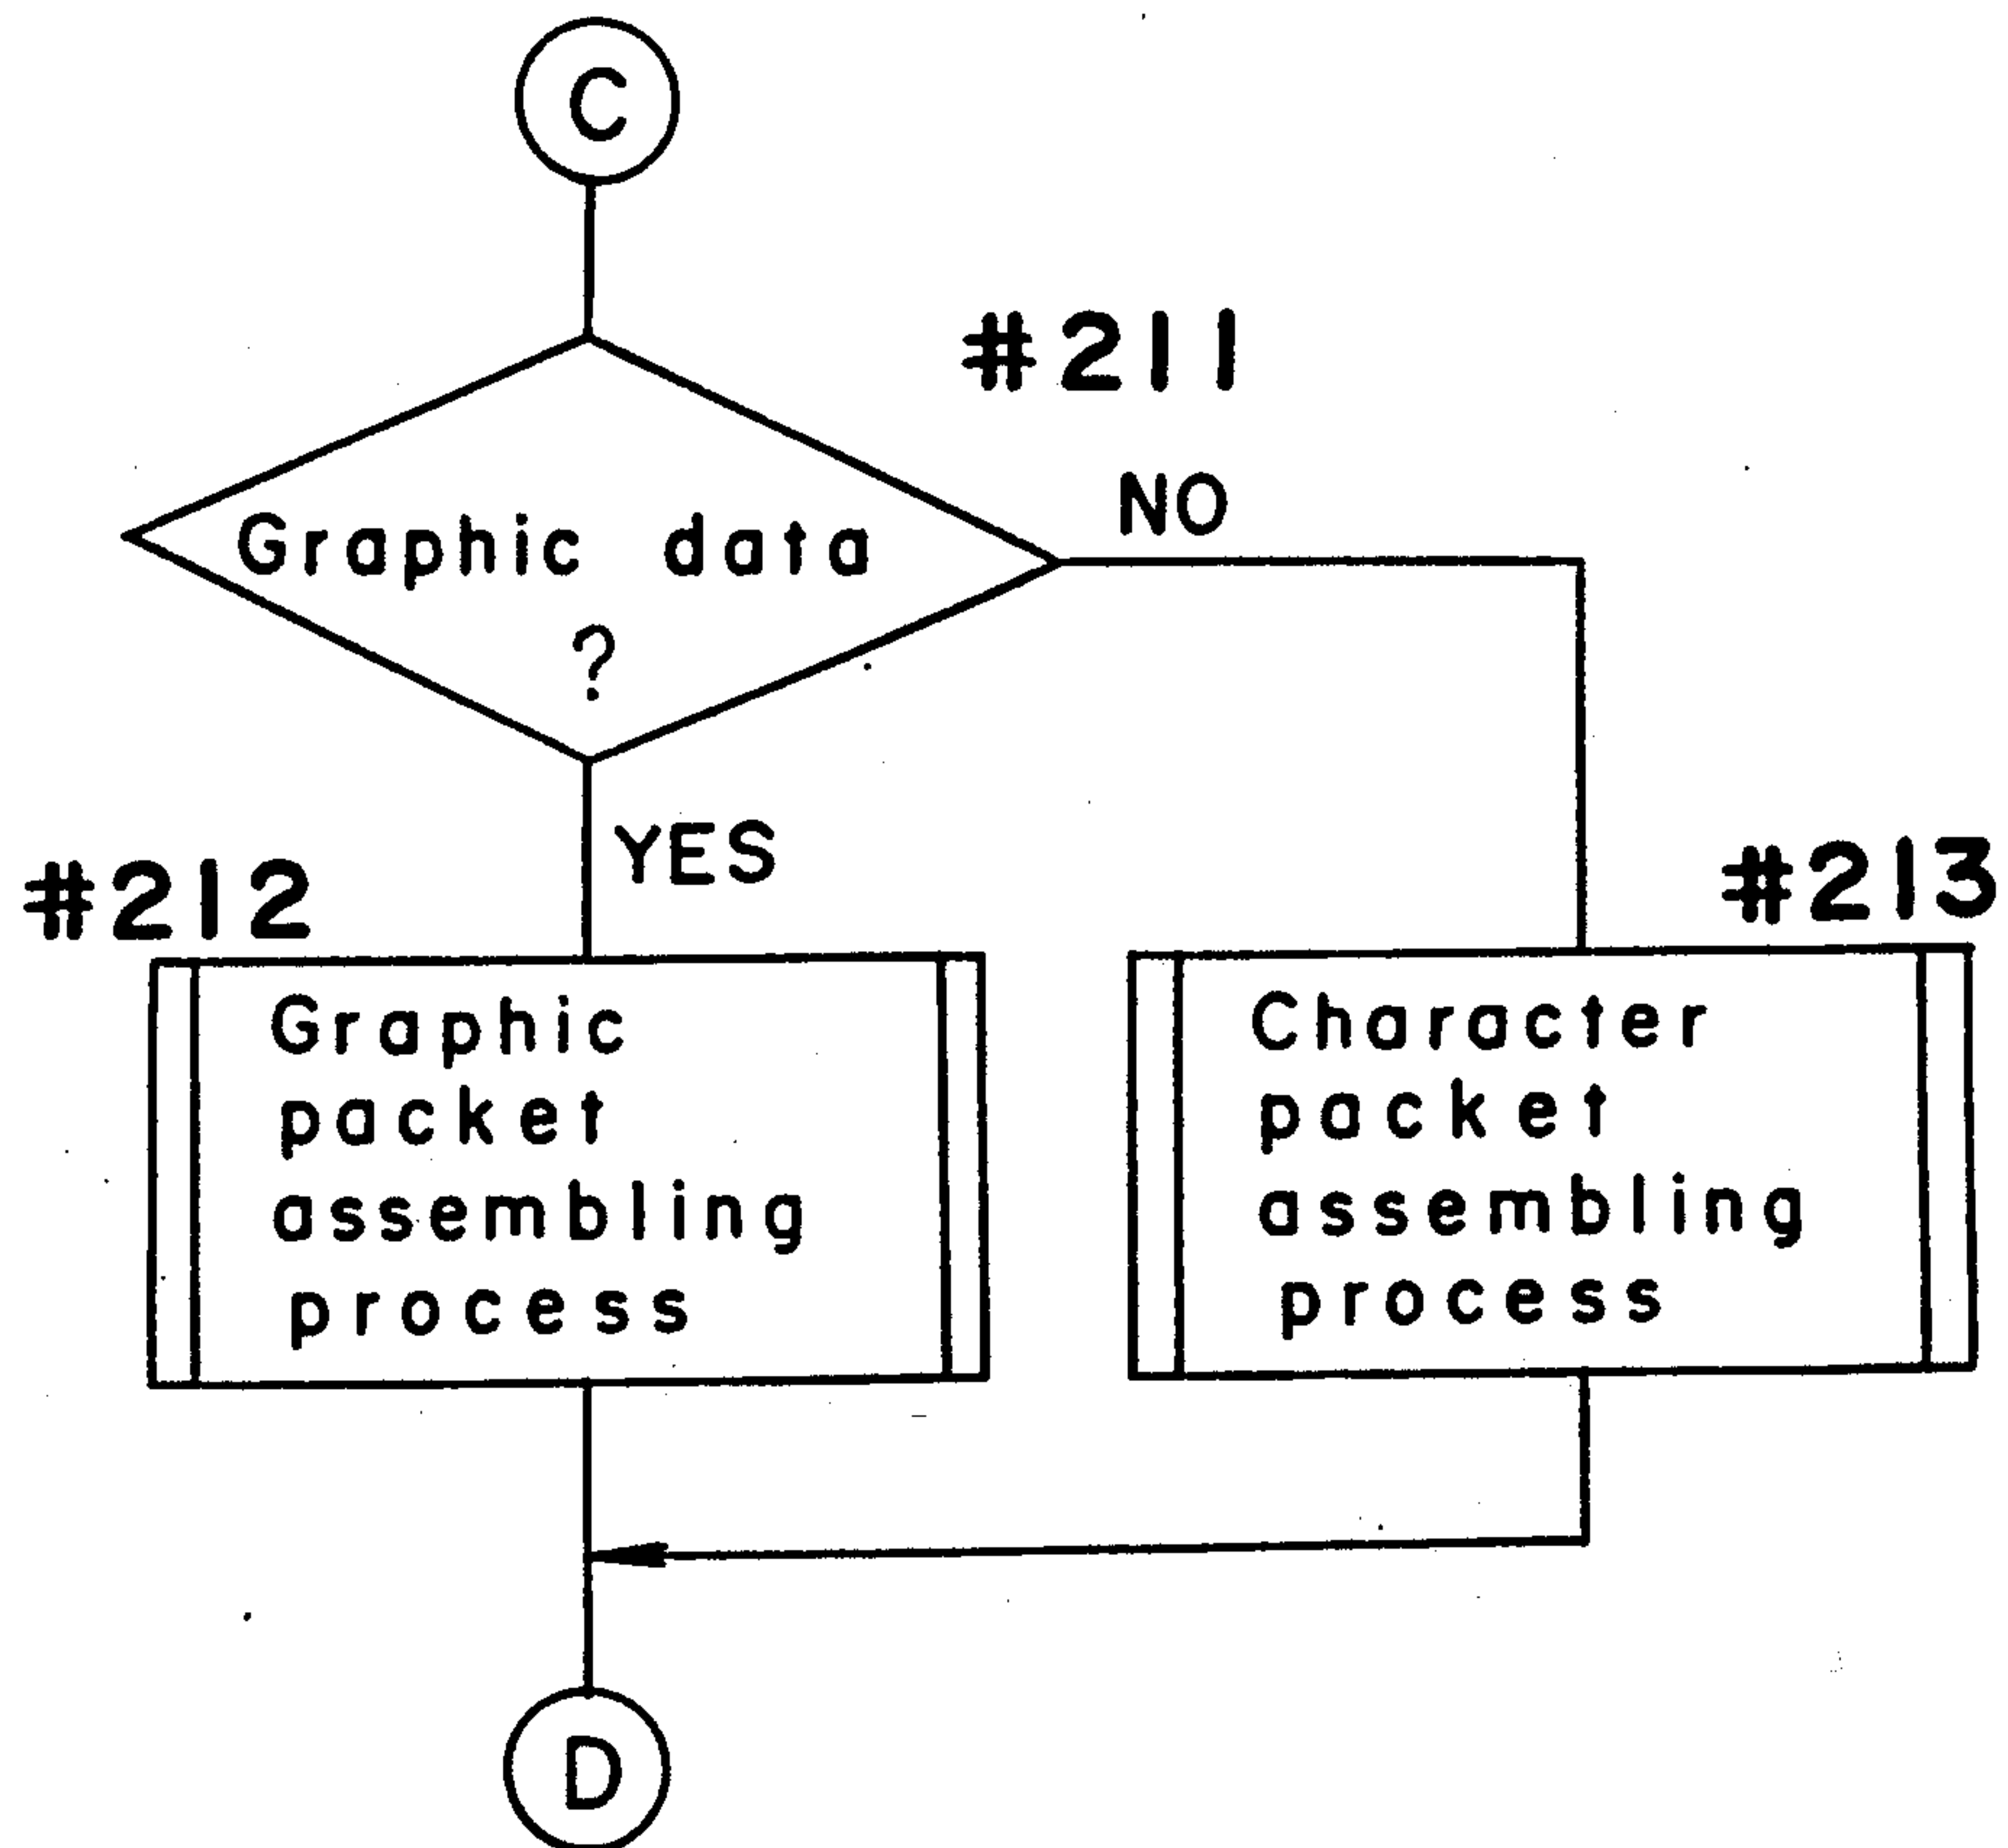 C
#211
Graphic data
?
NO
YES
#212
Graphic
packet
assembling
process
#213
Character
packet
assembling
process
D